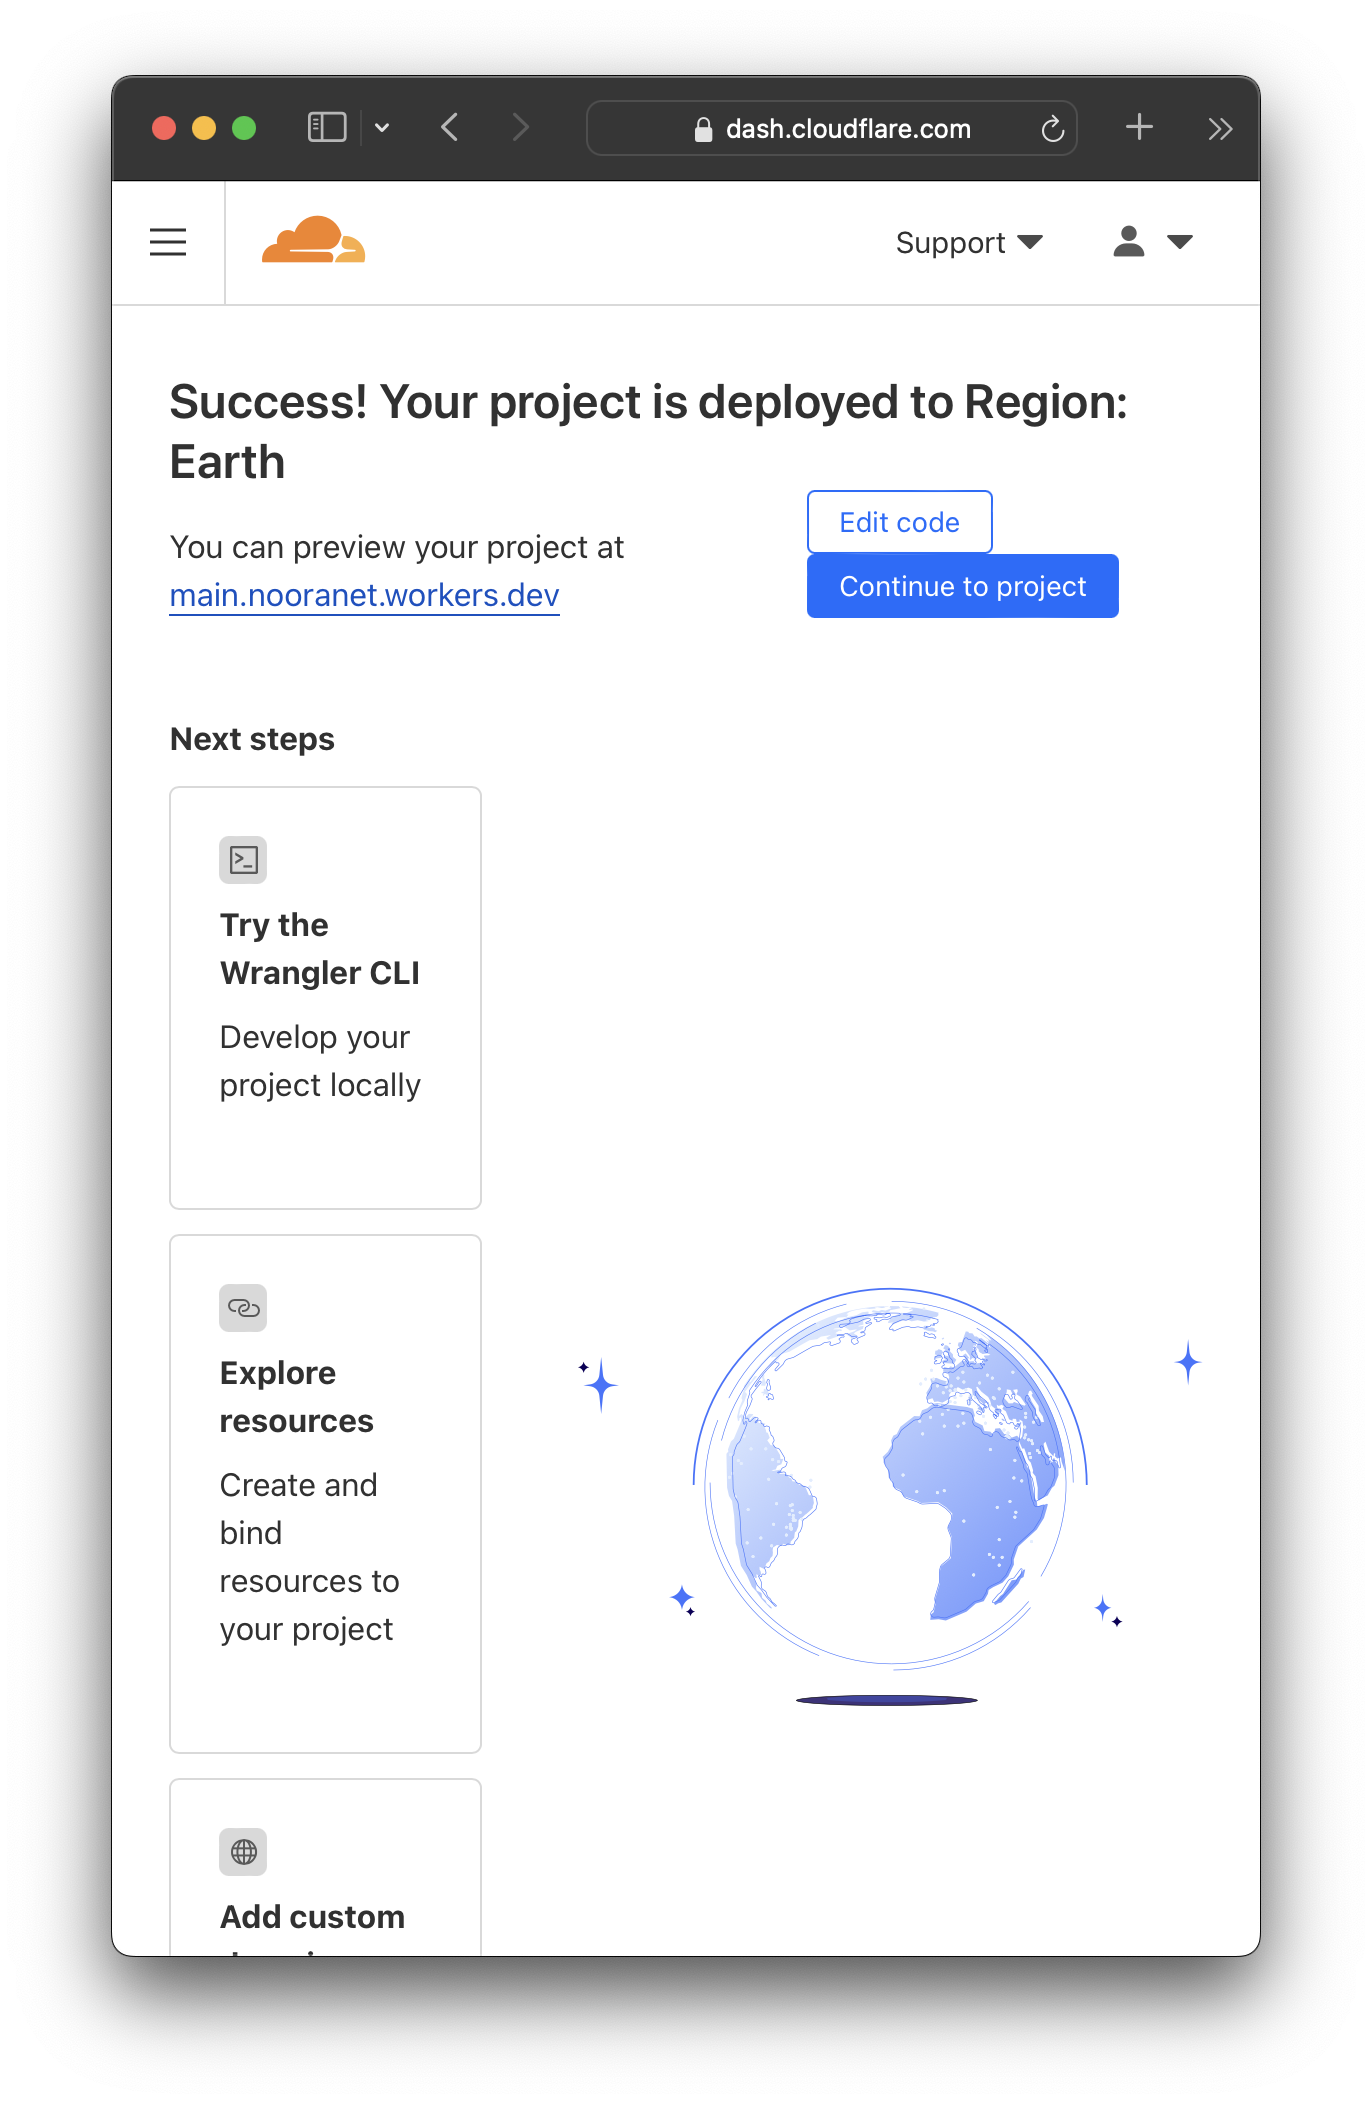 dash.cloudflare.com
Support
Success! Your project is deployed to Region:
Earth
You can preview your project at
main.nooranet.workers.dev
Edit code
Continue to project
Next steps
Try the
Wrangler CLI
Develop your
project locally
Explore
resources
Create and
bind
resources to
your project
Add custom